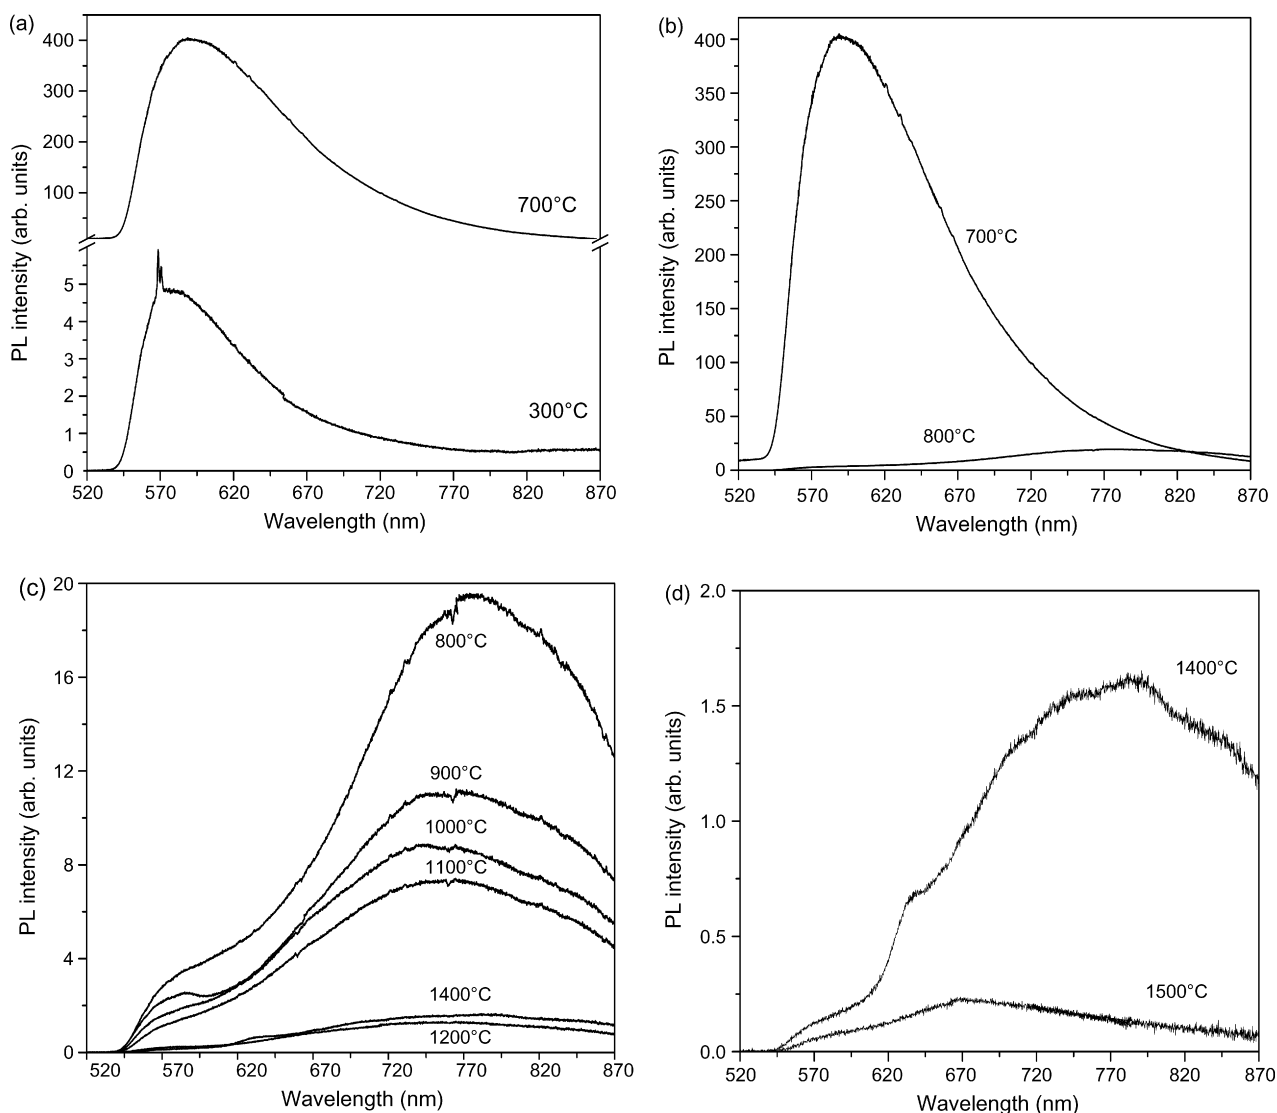 (a)
400
300
200
100
5
4
3
2
1
0
PL intensity (arb. units)
700°C
300°C
520 570 620 670 720 770 820 870
Wavelength (nm)
(b)
400
350
300
250
200
150
100
50
0
PL intensity (arb. units)
700°C
800°C
520 570 620 670 720 770 820 870
Wavelength (nm)
(c)
20
16
12
8
4
0
PL intensity (arb. units)
800°C
900°C
1000°C
1100°C
1400°C
1200°C
520 570 620 670 720 770 820 870
Wavelength (nm)
(d)
2.0
1.5
1.0
0.5
0.0
PL intensity (arb. units)
1400°C
1500°C
520 570 620 670 720 770 820 870
Wavelength (nm)